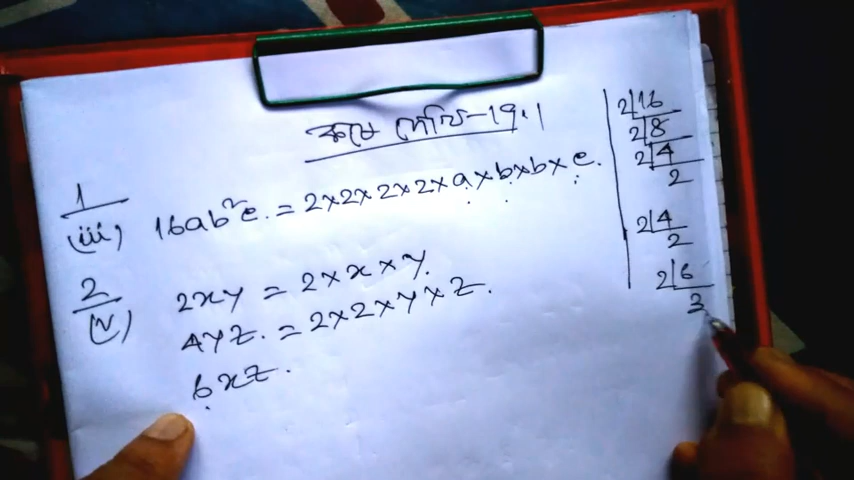 কষে দেখি-19.1
1
(iii) 16ab²c. = 2×2×2×2×a×b×b×c.
2
(v) 2xy = 2×x×y.
4yz. = 2×2×y×z.
6xz.
2|16
2|8
2|4
2
2|4
2
2|6
3